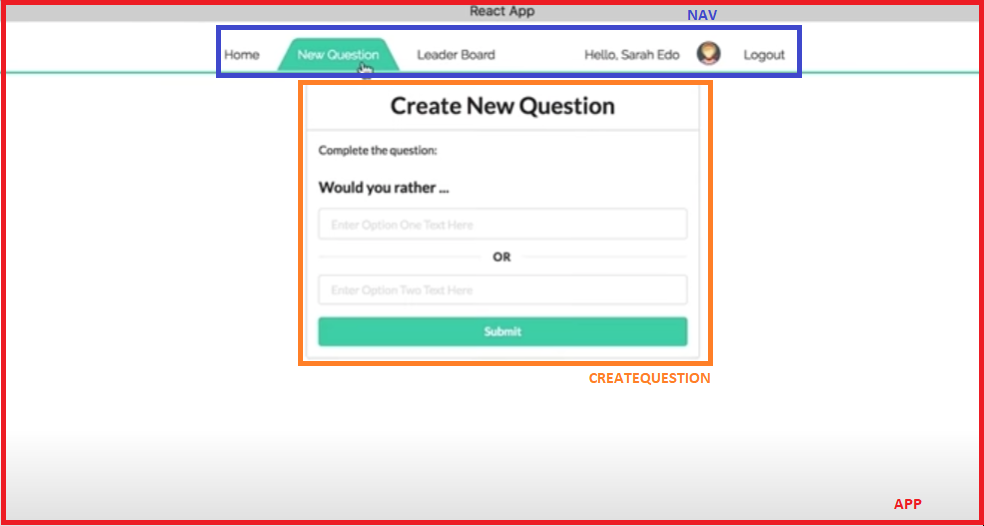 React App
NAV
Home New Question Leader Board Hello, Sarah Edo Logout
Create New Question
Complete the question:
Would you rather ...
Enter Option One Text Here
OR
Enter Option Two Text Here
Submit
CREATEQUESTION
APP